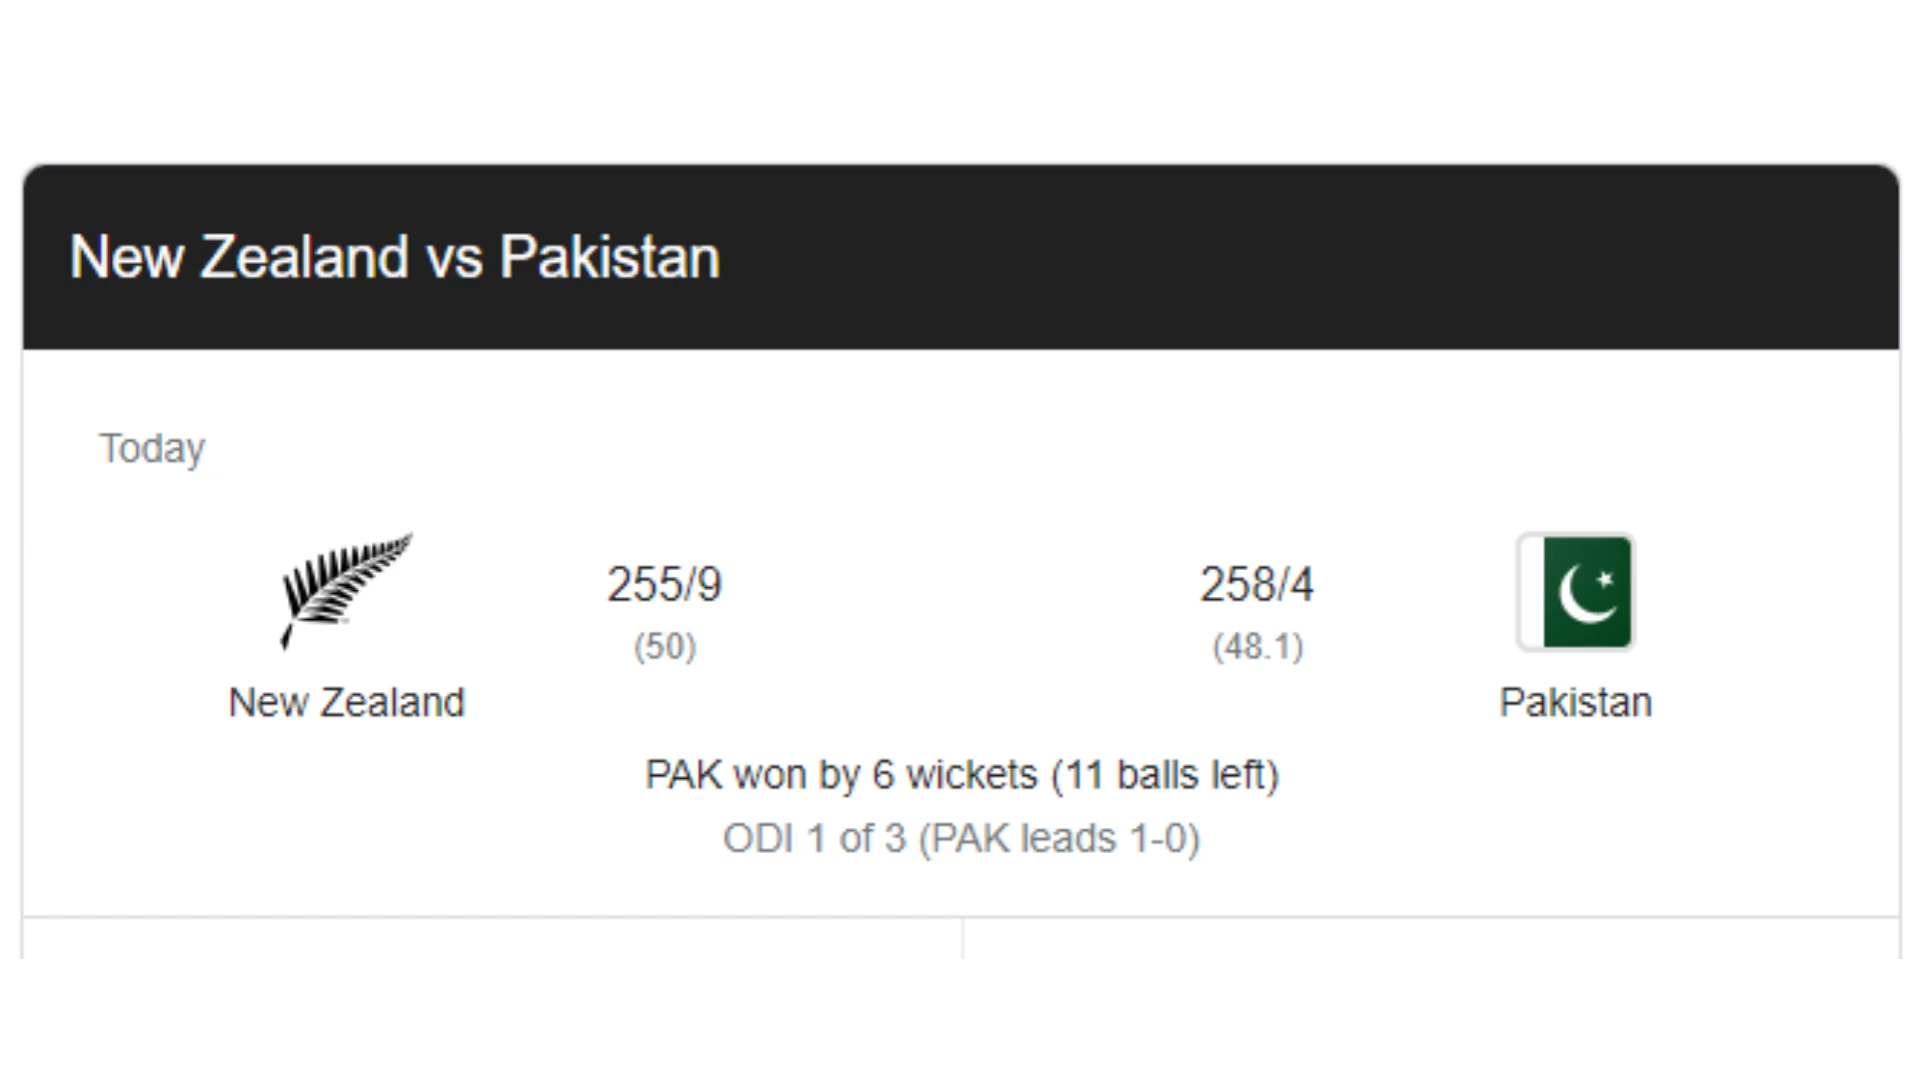 New Zealand vs Pakistan
Today
255/9
258/4
(50)
(48.1)
New Zealand
Pakistan
PAK won by 6 wickets (11 balls left)
ODI 1 of 3 (PAK leads 1-0)